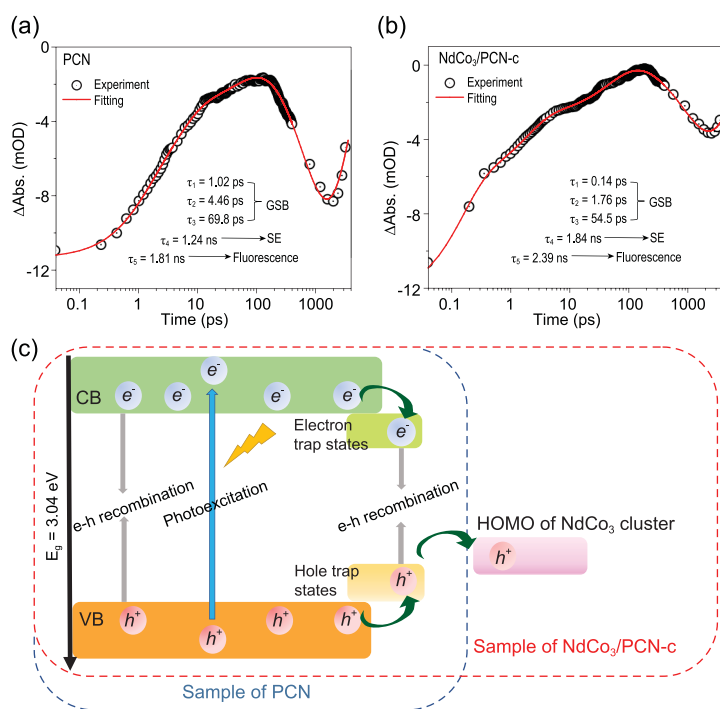 (a)
PCN
Experiment
Fitting
ΔAbs. (mOD)
0
-4
-8
-12
τ1 = 1.02 ps
τ2 = 4.46 ps
τ3 = 69.8 ps
GSB
τ4 = 1.24 ns
SE
τ5 = 1.81 ns
Fluorescence
0.1 1 10 100 1000
Time (ps)
(b)
NdCo3/PCN-c
Experiment
Fitting
ΔAbs. (mOD)
0
-4
-8
-12
τ1 = 0.14 ps
τ2 = 1.76 ps
τ3 = 54.5 ps
GSB
τ4 = 1.84 ns
SE
τ5 = 2.39 ns
Fluorescence
0.1 1 10 100 1000
Time (ps)
(c)
Eg = 3.04 eV
CB
e- e- e- e- e-
Electron
trap states
e-
e-h recombination
Photoexcitation
e-h recombination
HOMO of NdCo3 cluster
h+
Hole trap
states
h+
VB
h+ h+ h+ h+
Sample of NdCo3/PCN-c
Sample of PCN